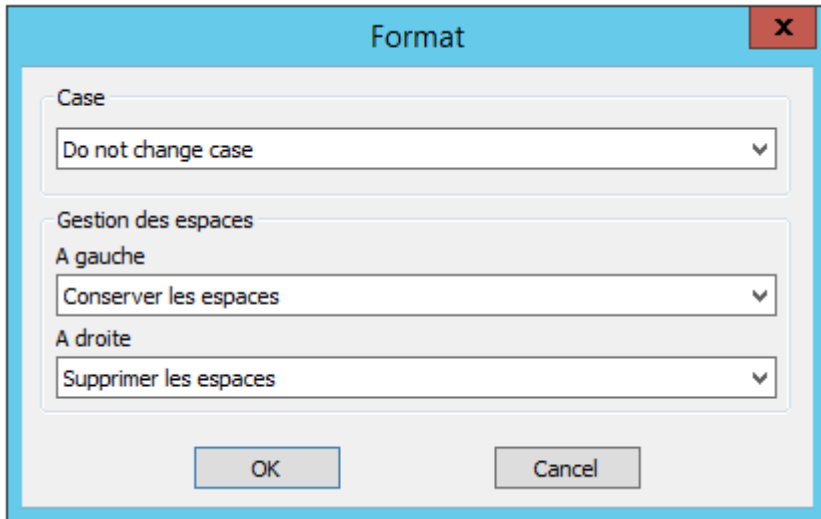 Format
x
Case
Do not change case
Gestion des espaces
A gauche
Conserver les espaces
A droite
Supprimer les espaces
OK Cancel